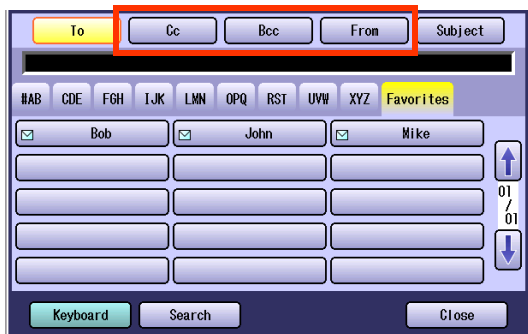 To Cc Bcc From Subject
#AB CDE FGH IJK LMN OPQ RST UVW XYZ Favorites
Bob John Mike
01
/
01
Keyboard Search Close